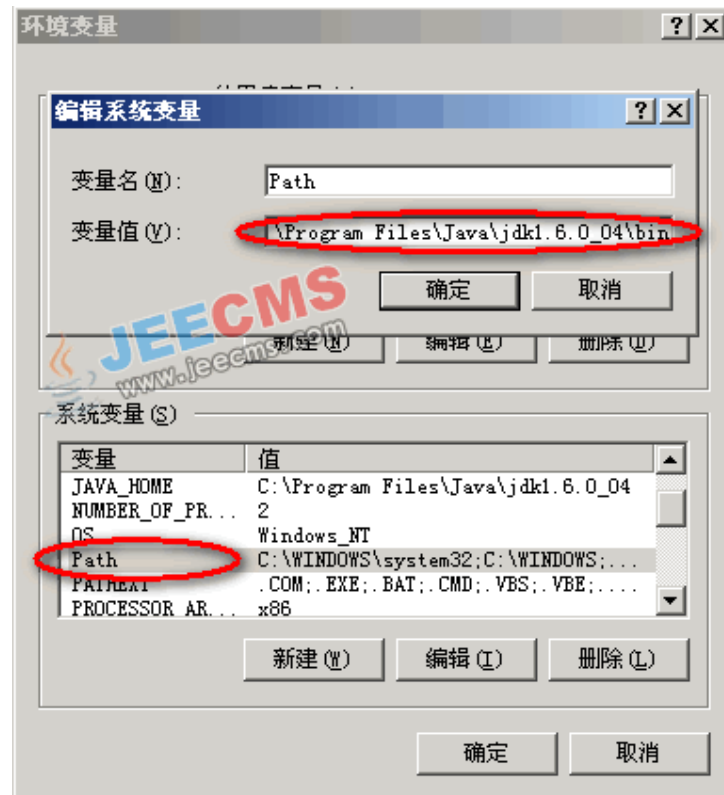 环境变量
编辑系统变量
变量名(N): Path
变量值(V): \Program Files\Java\jdk1.6.0_04\bin
确定 取消
JEECMS
www.jeecms.com
新建(N) 编辑(E) 删除(D)
系统变量(S)
变量 值
JAVA_HOME C:\Program Files\Java\jdk1.6.0_04
NUMBER_OF_PR... 2
OS Windows_NT
Path C:\WINDOWS\system32;C:\WINDOWS;...
PATHEXT .COM;.EXE;.BAT;.CMD;.VBS;.VBE;....
PROCESSOR_AR... x86
新建(W) 编辑(I) 删除(L)
确定 取消